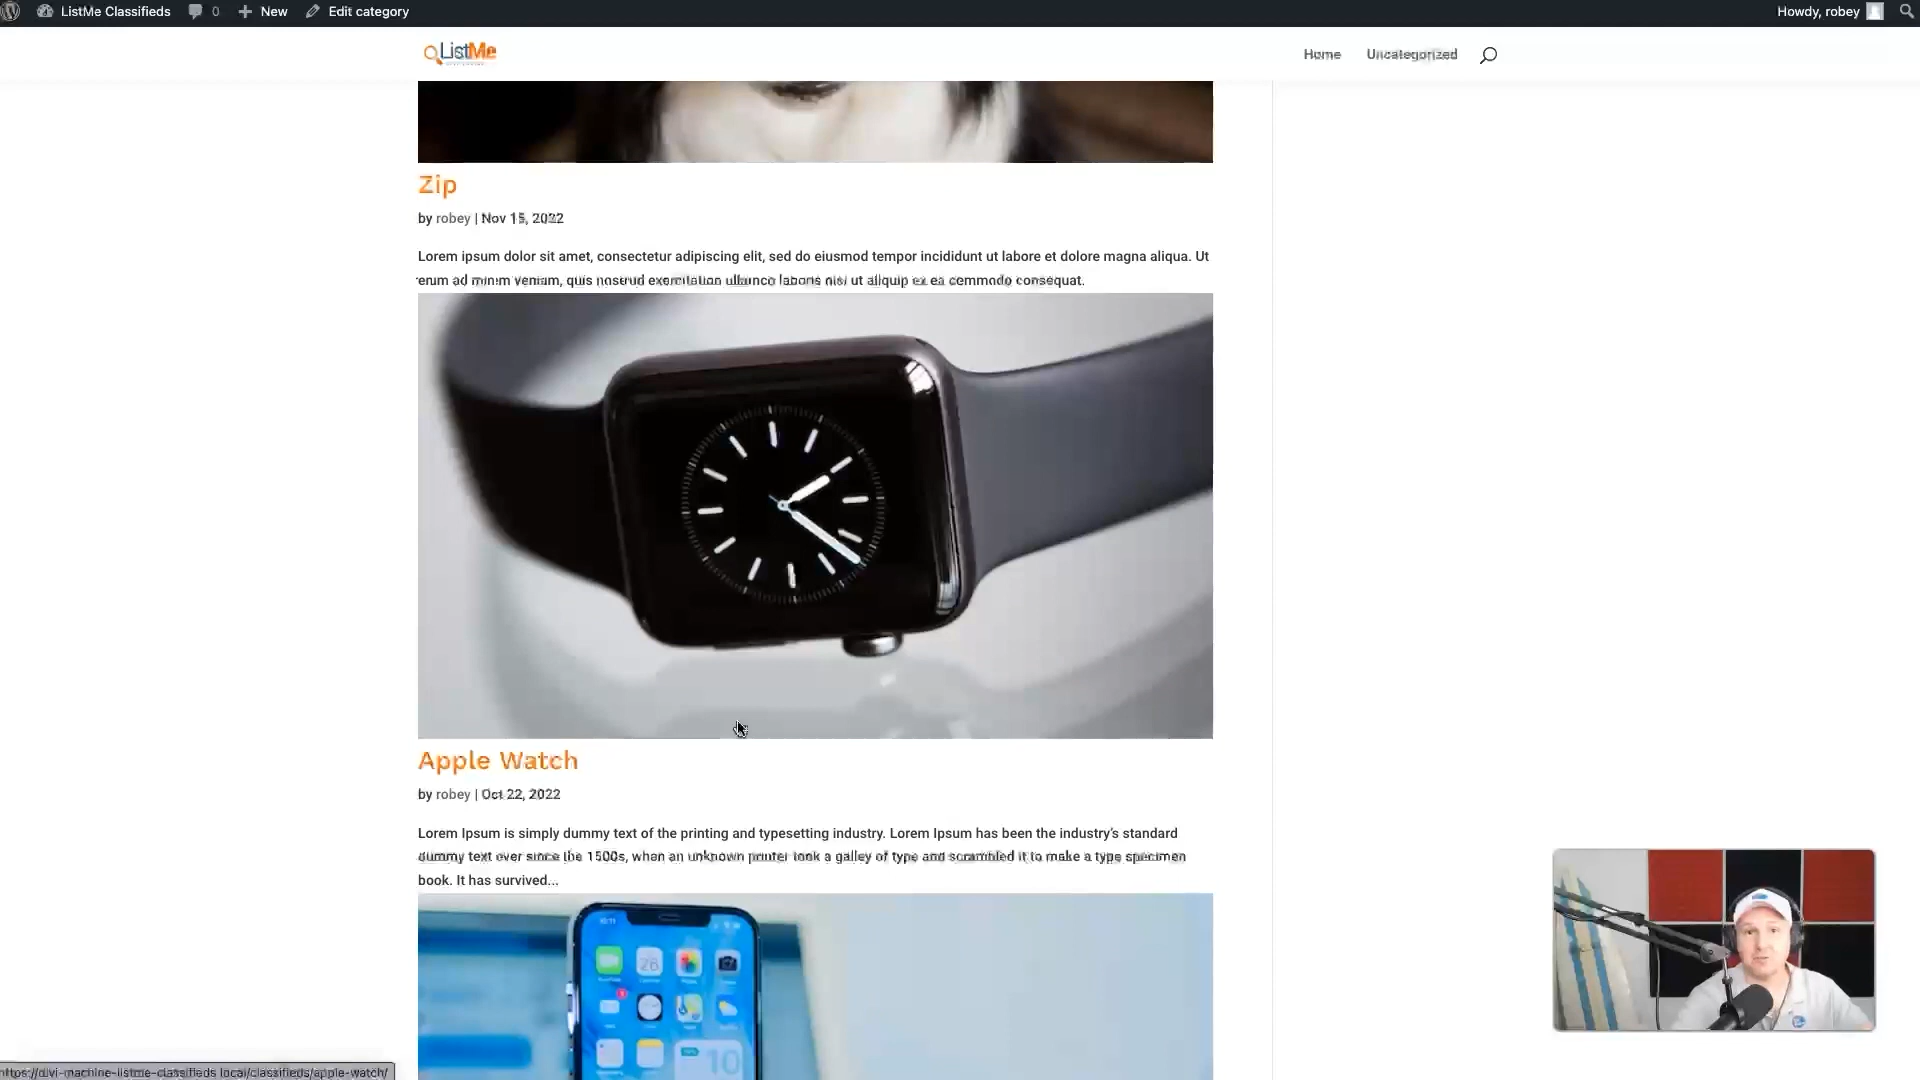 ListMe Classifieds 0 New Edit category Howdy, robey
ListMe Home Uncategorized
Zip
by robey | Nov 15, 2022
Lorem ipsum dolor sit amet, consectetur adipiscing elit, sed do eiusmod tempor incididunt ut labore et dolore magna aliqua. Ut
quis nostrud exercitation ullamco laboris nisi ut aliquip ex ea commodo consequat.
Apple Watch
by robey | Oct 22, 2022
Lorem Ipsum is simply dummy text of the printing and typesetting industry. Lorem Ipsum has been the industry's standard
dummy text ever since the 1500s, when an unknown printer took a galley of type and scrambled it to make a type specimen
book. It has survived...
10:11
26
10
https://divi-machine-listme-classifieds.local/classifieds/apple-watch/